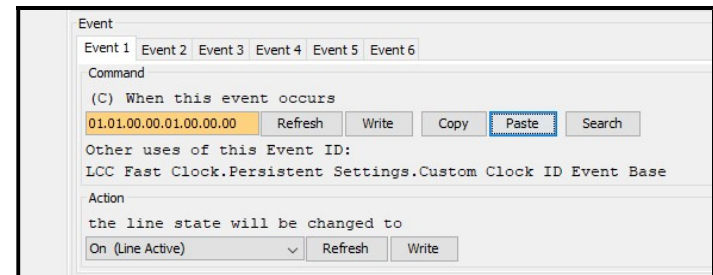 Event
Event 1 Event 2 Event 3 Event 4 Event 5 Event 6
Command
(C) When this event occurs
01.01.00.00.01.00.00.00 Refresh Write Copy Paste Search
Other uses of this Event ID:
LCC Fast Clock.Persistent Settings.Custom Clock ID Event Base
Action
the line state will be changed to
On (Line Active) Refresh Write